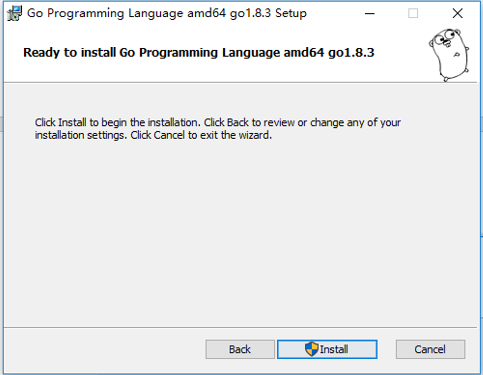 Go Programming Language amd64 go1.8.3 Setup
Ready to install Go Programming Language amd64 go1.8.3
Click Install to begin the installation. Click Back to review or change any of your
installation settings. Click Cancel to exit the wizard.
Back Install Cancel